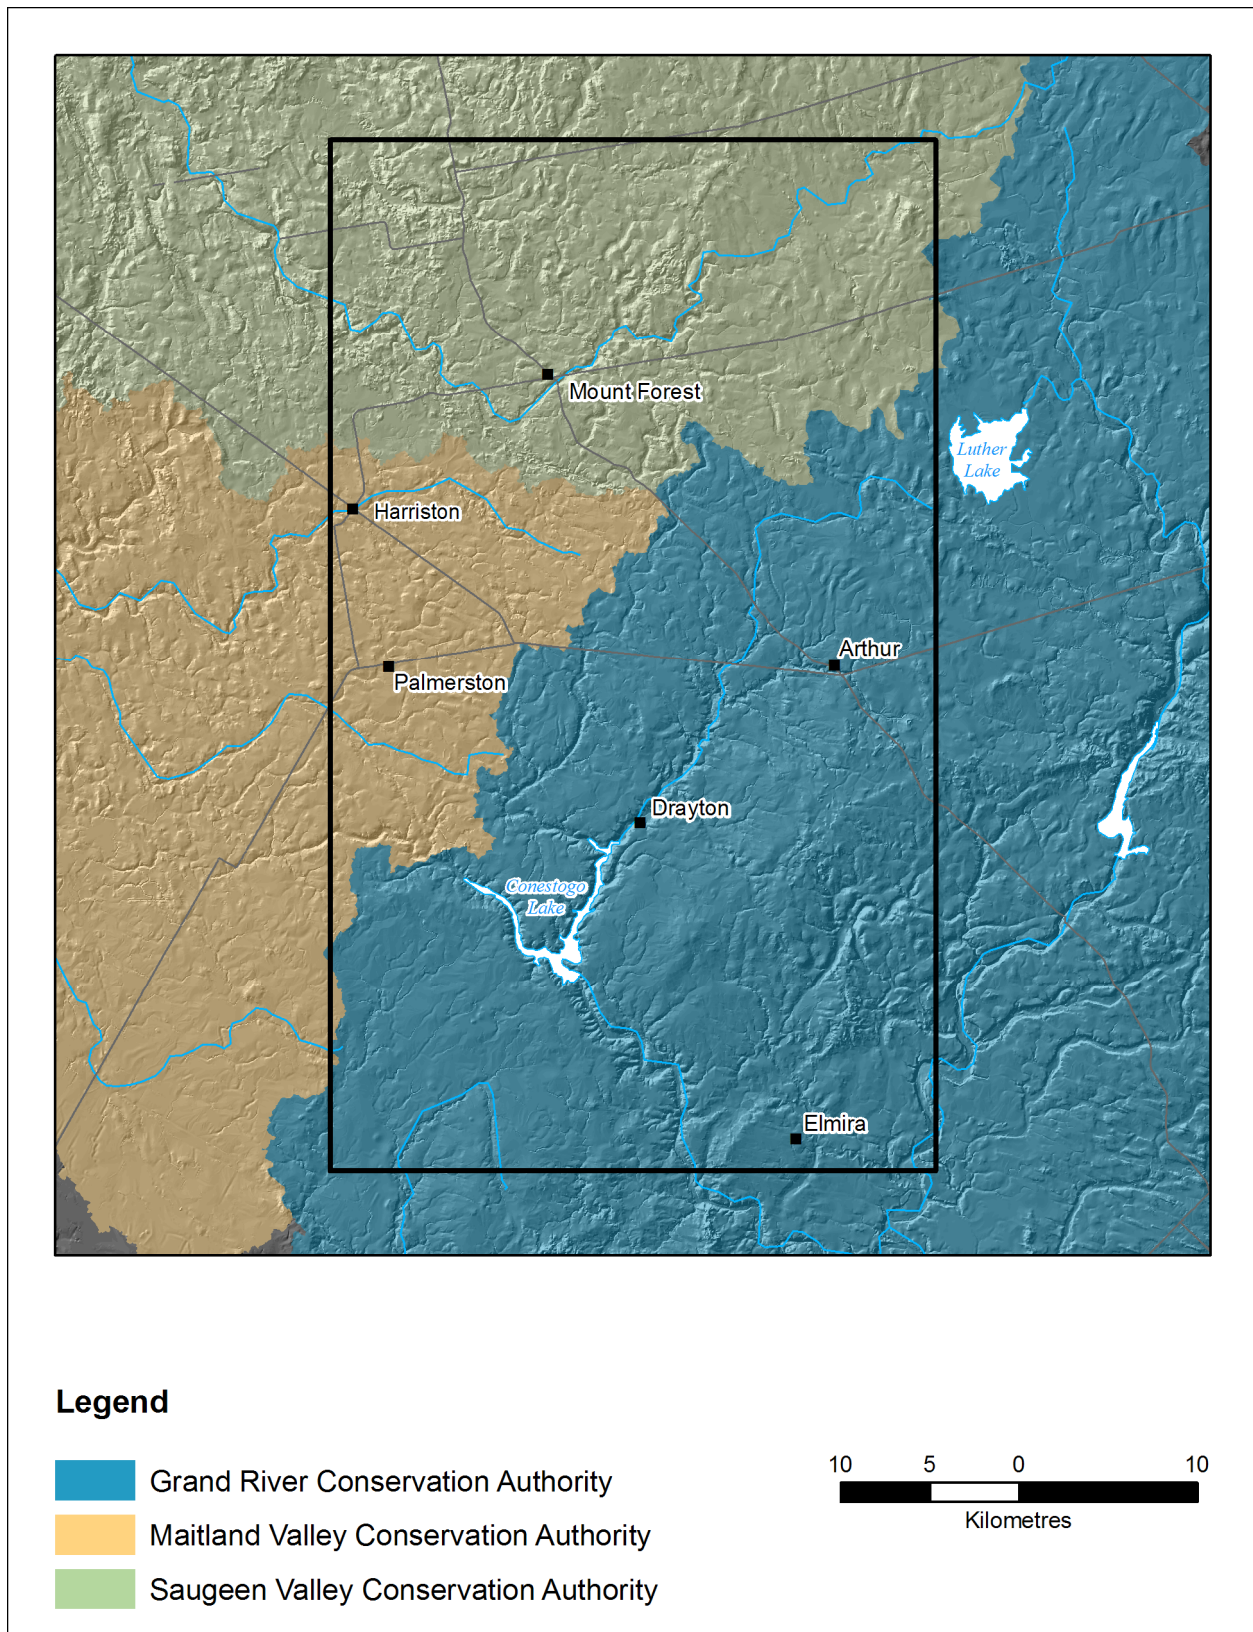 Mount Forest
Luther
Lake
Harriston
Arthur
Palmerston
Drayton
Conestogo
Lake
Elmira
Legend
Grand River Conservation Authority
Maitland Valley Conservation Authority
Saugeen Valley Conservation Authority
10 5 0 10
Kilometres